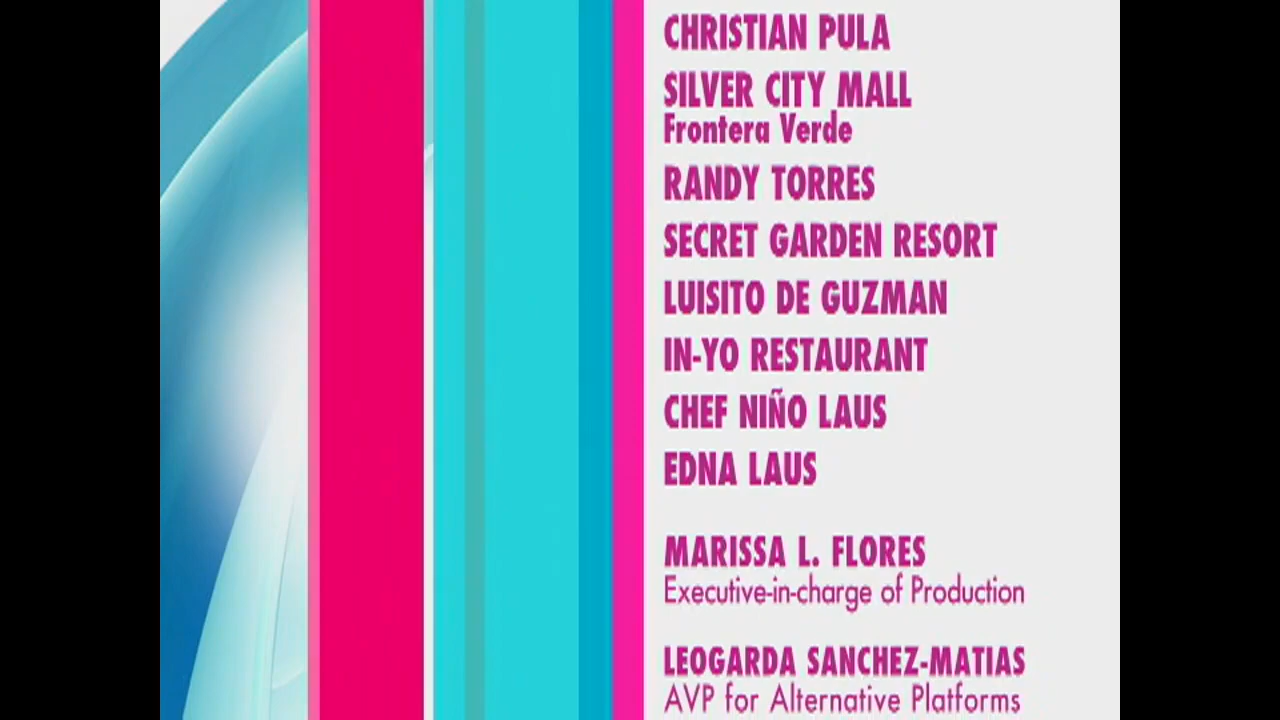 CHRISTIAN PULA
SILVER CITY MALL
Frontera Verde
RANDY TORRES
SECRET GARDEN RESORT
LUISITO DE GUZMAN
IN-YO RESTAURANT
CHEF NIÑO LAUS
EDNA LAUS
MARISSA L. FLORES
Executive-in-charge of Production
LEOGARDA SANCHEZ-MATIAS
AVP for Alternative Platforms